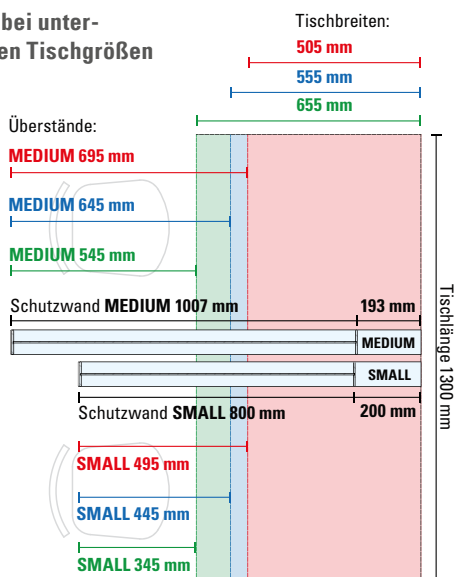 bei unter-
en Tischgrößen
Tischbreiten:
505 mm
555 mm
655 mm
Überstände:
MEDIUM 695 mm
MEDIUM 645 mm
MEDIUM 545 mm
Schutzwand MEDIUM 1007 mm
193 mm
MEDIUM
SMALL
Schutzwand SMALL 800 mm
200 mm
Tischlänge 1300 mm
SMALL 495 mm
SMALL 445 mm
SMALL 345 mm